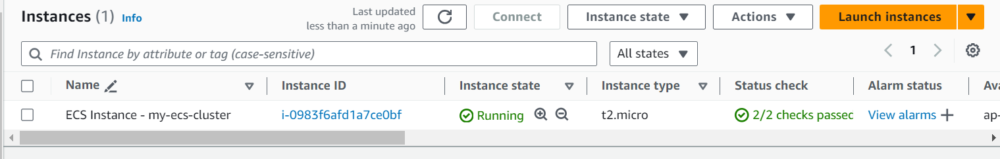 Instances (1) Info
Last updated
less than a minute ago
Connect
Instance state
Actions
Launch instances
Find Instance by attribute or tag (case-sensitive)
All states
1
Name
Instance ID
Instance state
Instance type
Status check
Alarm status
Ava
ECS Instance - my-ecs-cluster
i-0983f6afd1a7ce0bf
Running
t2.micro
2/2 checks passed
View alarms
ap-